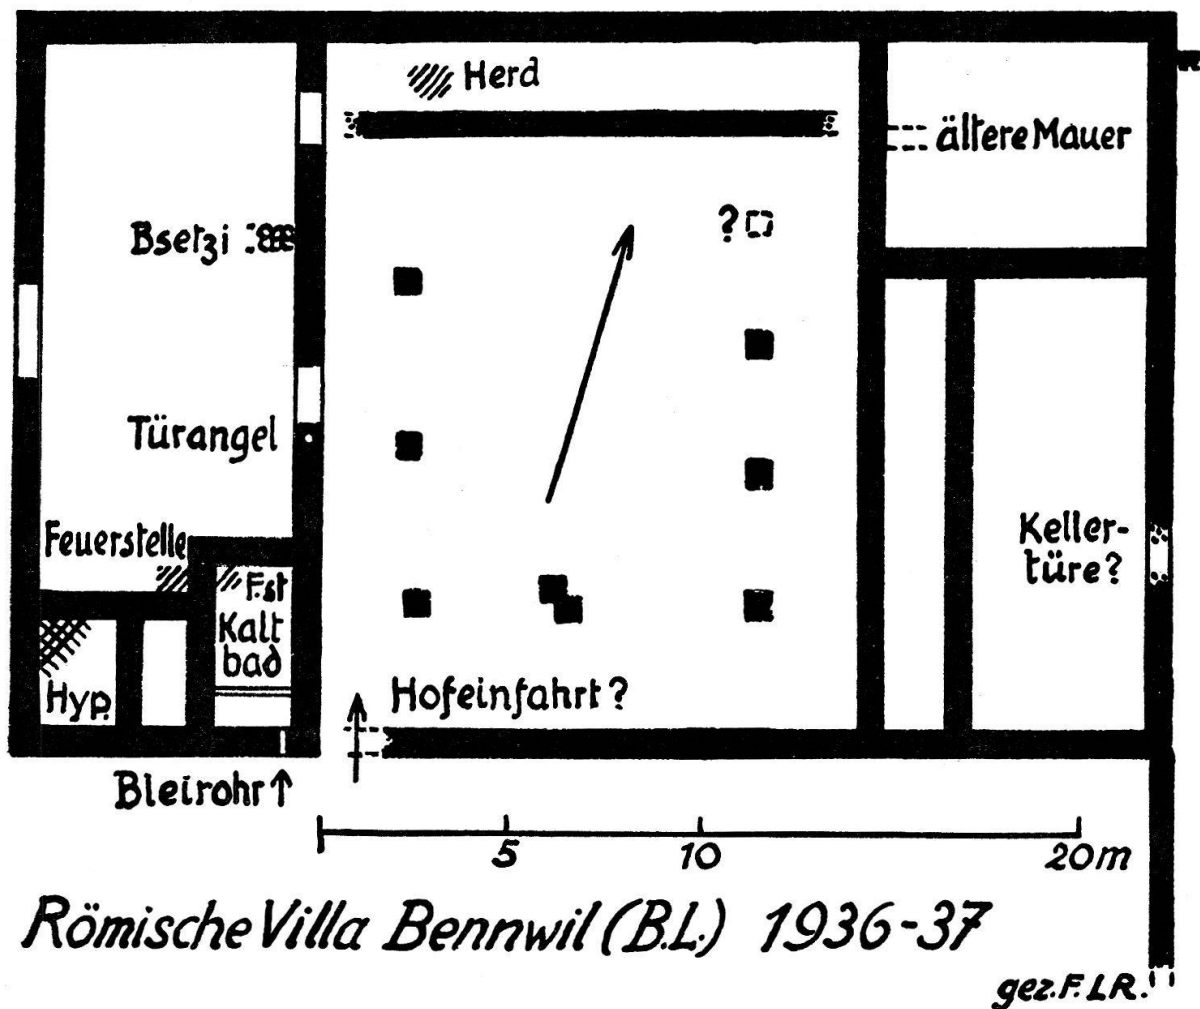 Herd
ältere Mauer
?
Bsetzi
Türangel
Feuerstelle
F.st
Kalt
bad
Hyp.
Keller-
türe?
Hofeinfahrt?
Bleirohr
5 10 20m
Römische Villa Bennwil (B.L.) 1936-37
gez. F. L R.